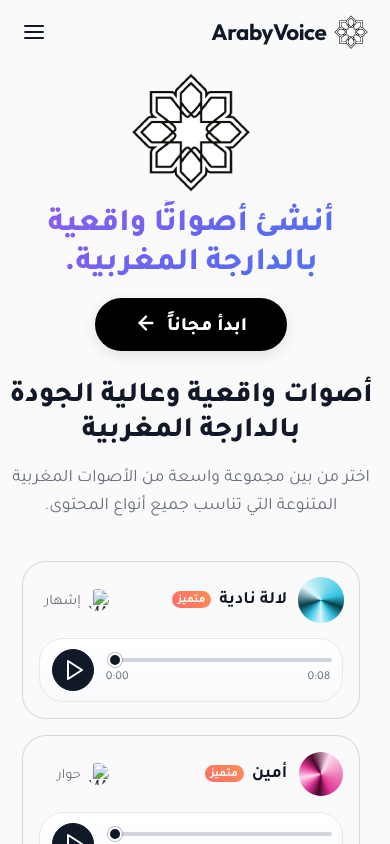 ArabyVoice
أنشئ أصواتًا واقعية
بالدارجة المغربية.
ابدأ مجاناً ←
أصوات واقعية وعالية الجودة
بالدارجة المغربية
اختر من بين مجموعة واسعة من الأصوات المغربية
المتنوعة التي تناسب جميع أنواع المحتوى.
لالة نادية متميز إشهار
0:00 0:08
أمين متميز حوار